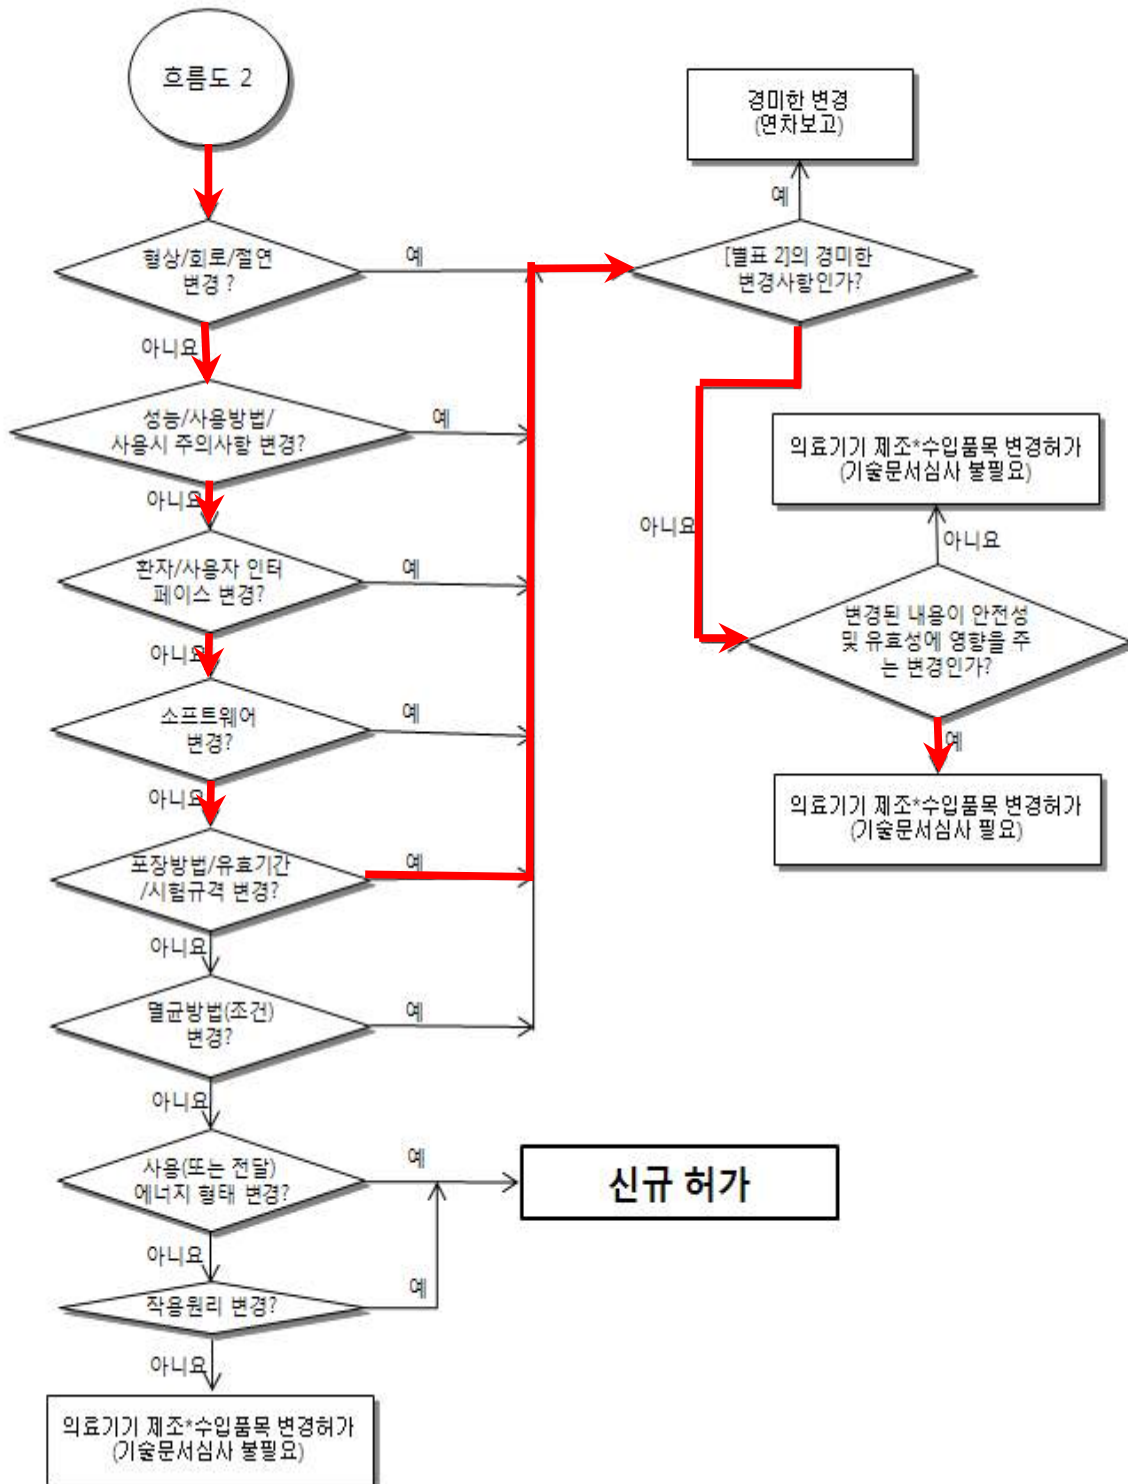 흐름도 2
형상/회로/절연
변경 ?
예
아니요
성능/사용방법/
사용시 주의사항 변경?
예
아니요
환자/사용자 인터
페이스 변경?
예
아니요
소프트웨어
변경?
예
아니요
포장방법/유효기간
/시험규격 변경?
예
아니요
멸균방법(조건)
변경?
예
아니요
사용(또는 전달)
에너지 형태 변경?
예
신규 허가
아니요
작용원리 변경?
예
아니요
의료기기 제조*수입품목 변경허가
(기술문서심사 불필요)
경미한 변경
(연차보고)
예
[별표 2]의 경미한
변경사항인가?
아니요
의료기기 제조*수입품목 변경허가
(기술문서심사 불필요)
아니요
변경된 내용이 안전성
및 유효성에 영향을 주
는 변경인가?
예
의료기기 제조*수입품목 변경허가
(기술문서심사 필요)